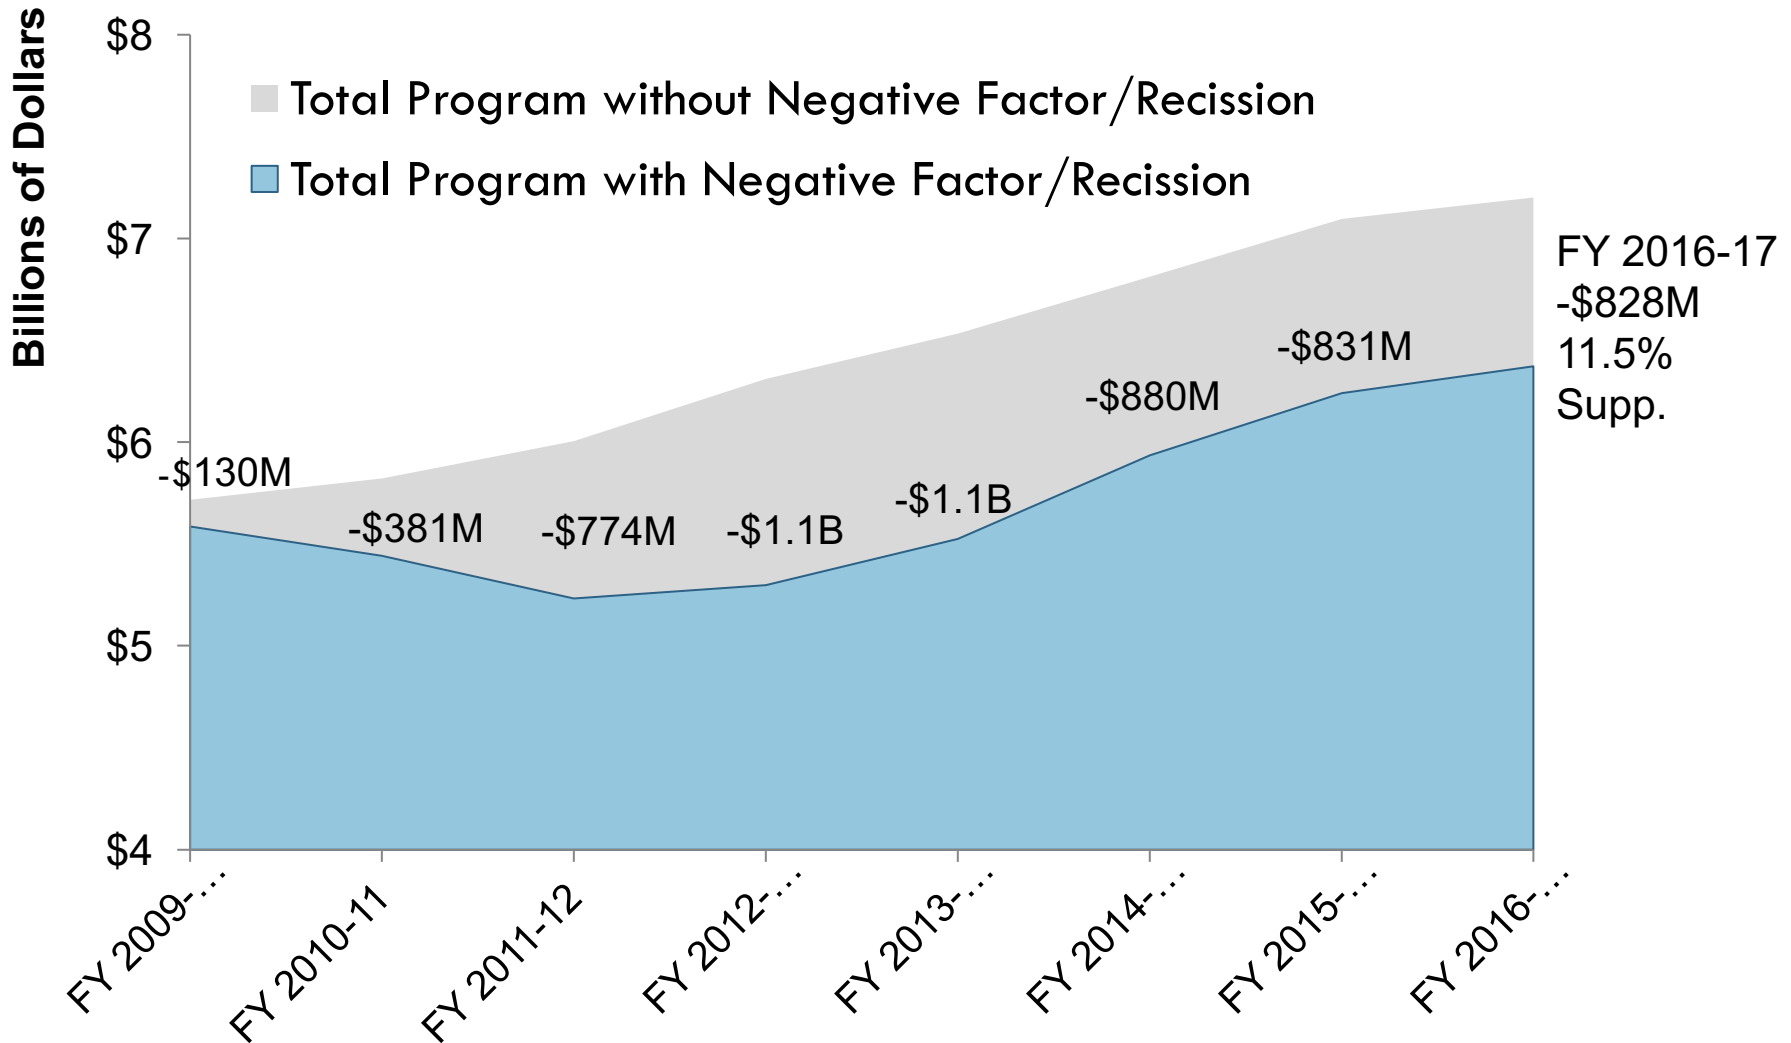 Billions of Dollars
$8
$7
$6
$5
$4
Total Program without Negative Factor/Recission
Total Program with Negative Factor/Recission
-$130M
-$381M
-$774M
-$1.1B
-$1.1B
-$880M
-$831M
FY 2016-17
-$828M
11.5%
Supp.
FY 2009-...
FY 2010-11
FY 2011-12
FY 2012-...
FY 2013-...
FY 2014-...
FY 2015-...
FY 2016-...